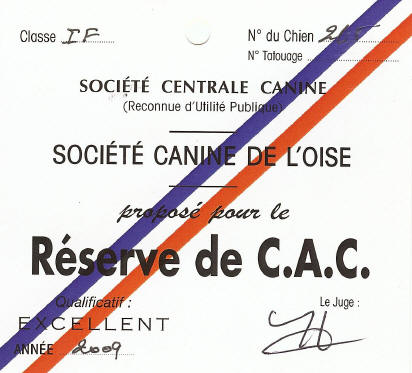 Classe IF N° du Chien 265
N° Tatouage
SOCIÉTÉ CENTRALE CANINE
(Reconnue d'Utilité Publique)
SOCIÉTÉ CANINE DE L'OISE
proposé pour le
Réserve de C.A.C.
Qualificatif : Le Juge :
EXCELLENT
ANNÉE 2009